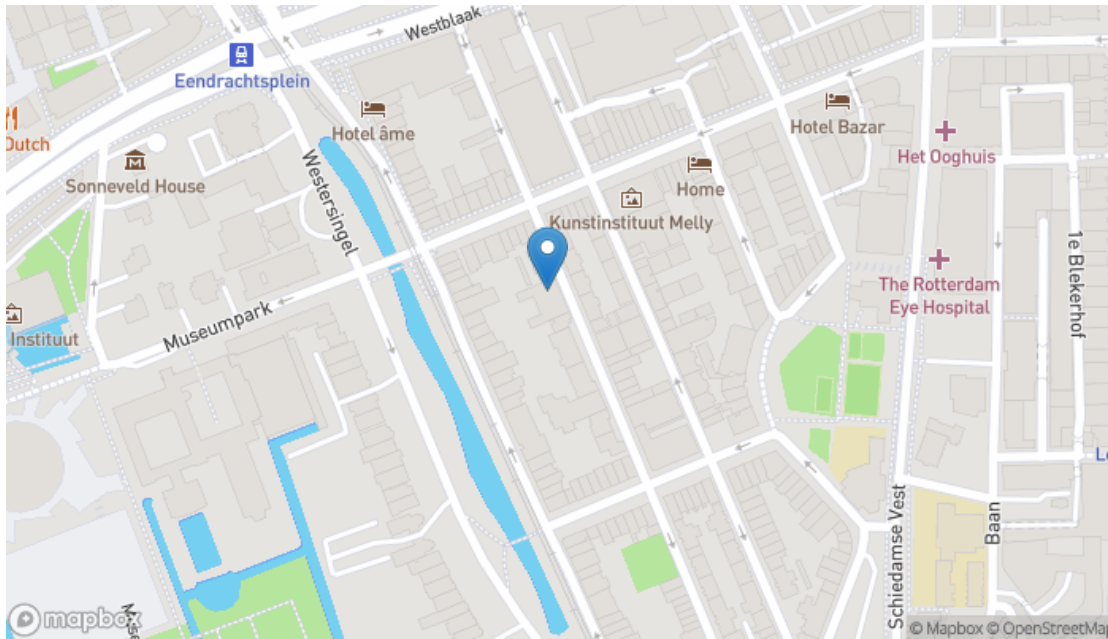 Westblaak
Eendrachtsplein
Dutch
Hotel âme
Hotel Bazar
Het Ooghuis
Sonneveld House
Westersingel
Home
Kunstinstituut Melly
1e Blekerhof
The Rotterdam
Eye Hospital
Museumpark
Instituut
Schiedamse Vest
Baan
mapbox
© Mapbox © OpenStreetMap